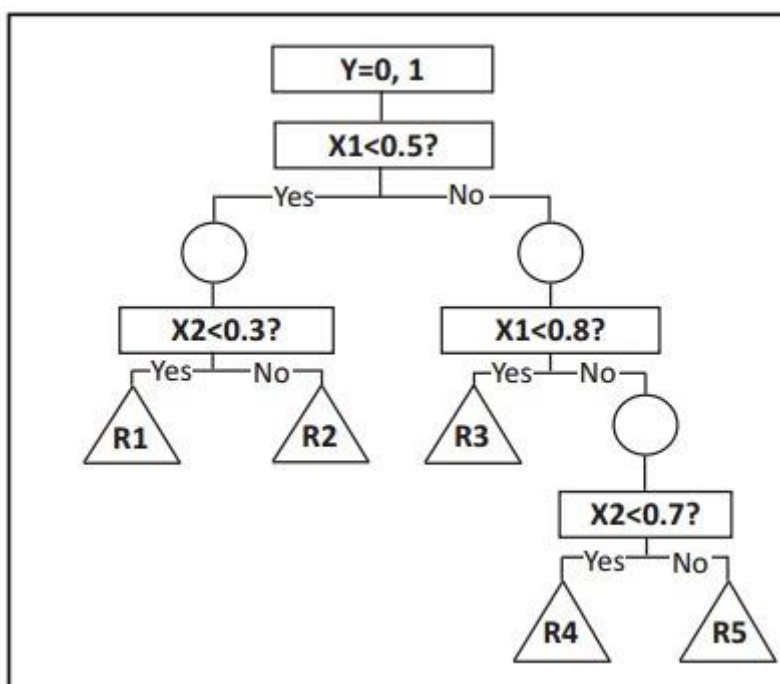 Y=0, 1
X1<0.5?
Yes No
X2<0.3? X1<0.8?
Yes No Yes No
R1 R2 R3
X2<0.7?
Yes No
R4 R5